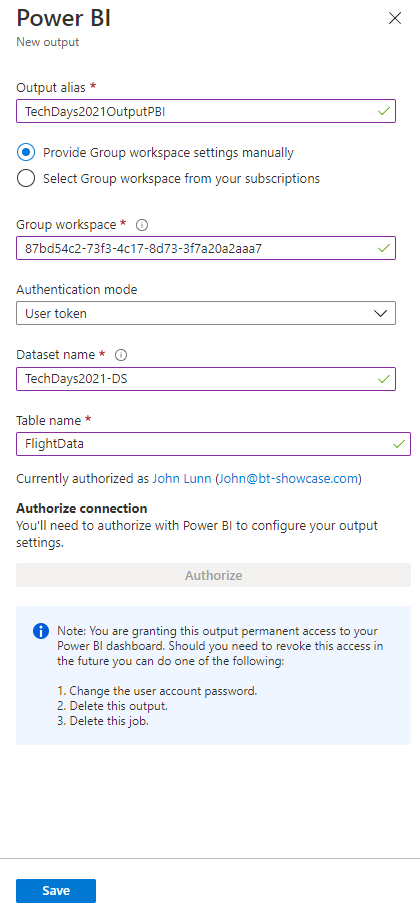 Power BI
New output
Output alias *
TechDays2021OutputPBI
Provide Group workspace settings manually
Select Group workspace from your subscriptions
Group workspace *
87bd54c2-73f3-4c17-8d73-3f7a20a2aaa7
Authentication mode
User token
Dataset name *
TechDays2021-DS
Table name *
FlightData
Currently authorized as John Lunn (John@bt-showcase.com)
Authorize connection
You'll need to authorize with Power BI to configure your output
settings.
Authorize
Note: You are granting this output permanent access to your
Power BI dashboard. Should you need to revoke this access in
the future you can do one of the following:
1. Change the user account password.
2. Delete this output.
3. Delete this job.
Save